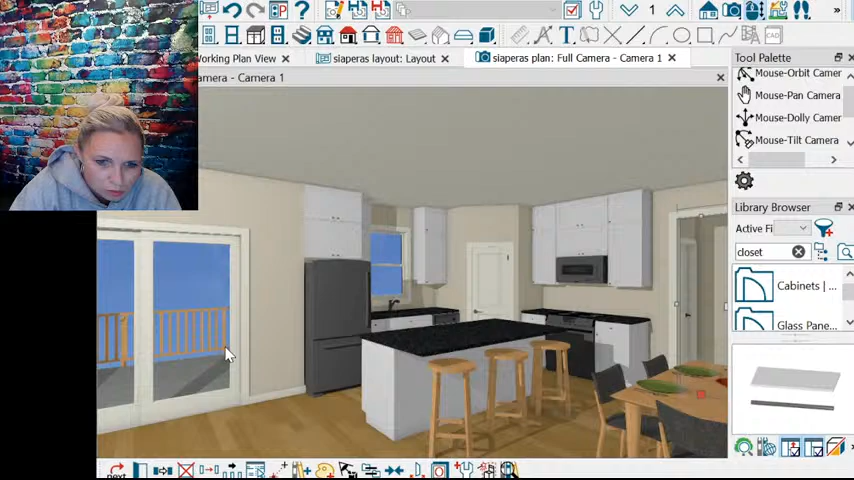 1
Working Plan View
siaperas layout: Layout
siaperas plan: Full Camera - Camera 1
Tool Palette
amera - Camera 1
Mouse-Orbit Camer
Mouse-Pan Camera
Mouse-Dolly Camer
Mouse-Tilt Camera
Library Browser
Active Fi
closet
Cabinets | ...
Glass Pane...
next